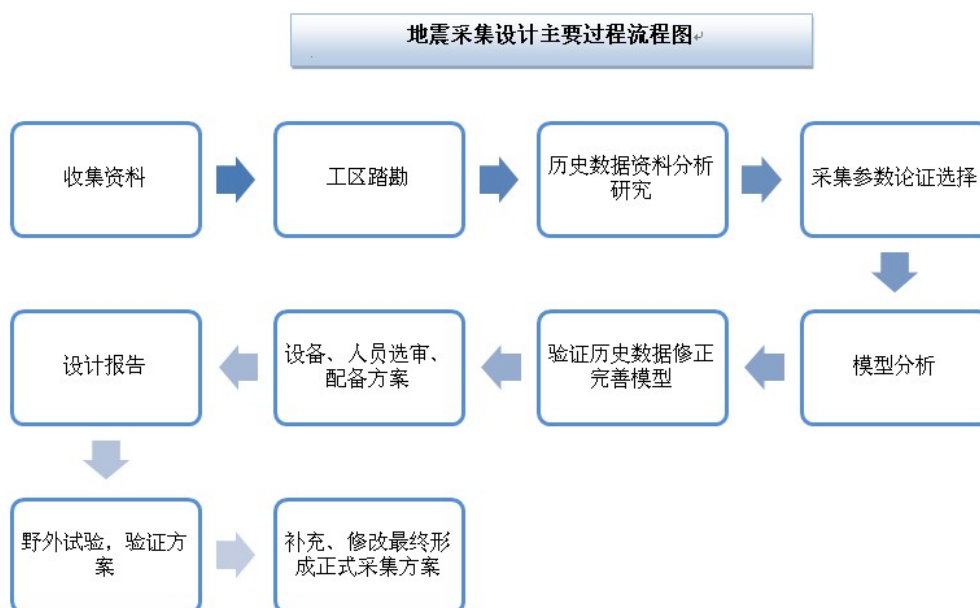 地震采集设计主要过程流程图
收集资料
工区踏勘
历史数据资料分析
研究
采集参数论证选择
模型分析
验证历史数据修正
完善模型
设备、人员选审、
配备方案
设计报告
野外试验，验证方
案
补充、修改最终形
成正式采集方案